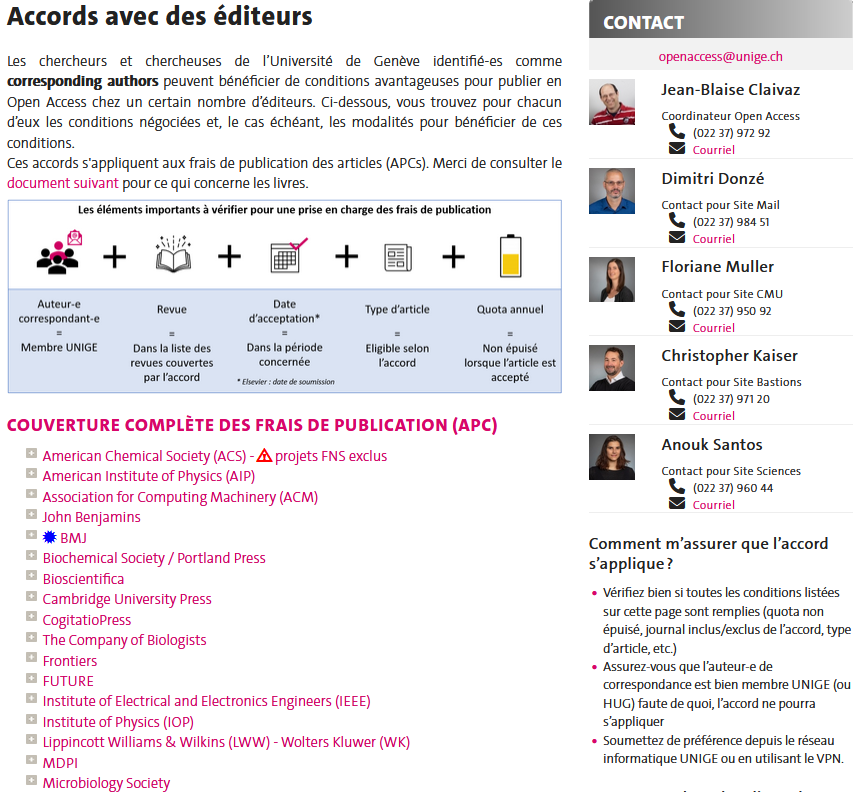 Accords avec des éditeurs
Les chercheurs et chercheuses de l'Université de Genève identifié-es comme
corresponding authors peuvent bénéficier de conditions avantageuses pour publier en
Open Access chez un certain nombre d'éditeurs. Ci-dessous, vous trouvez pour chacun
d'eux les conditions négociées et, le cas échéant, les modalités pour bénéficier de ces
conditions.
Ces accords s'appliquent aux frais de publication des articles (APCs). Merci de consulter le
document suivant pour ce qui concerne les livres.
Les éléments importants à vérifier pour une prise en charge des frais de publication
Auteur-e
correspondant-e
=
Membre UNIGE
Revue
=
Dans la liste des
revues couvertes
par l'accord
Date
d'acceptation*
=
Dans la période
concernée
* Elsevier : date de soumission
Type d'article
=
Eligible selon
l'accord
Quota annuel
=
Non épuisé
lorsque l'article est
accepté
COUVERTURE COMPLÈTE DES FRAIS DE PUBLICATION (APC)
American Chemical Society (ACS) - projets FNS exclus
American Institute of Physics (AIP)
Association for Computing Machinery (ACM)
John Benjamins
BMJ
Biochemical Society / Portland Press
Bioscientifica
Cambridge University Press
CogitatioPress
The Company of Biologists
Frontiers
FUTURE
Institute of Electrical and Electronics Engineers (IEEE)
Institute of Physics (IOP)
Lippincott Williams & Wilkins (LWW) - Wolters Kluwer (WK)
MDPI
Microbiology Society
CONTACT
openaccess@unige.ch
Jean-Blaise Claivaz
Coordinateur Open Access
(022 37) 972 92
Courriel
Dimitri Donzé
Contact pour Site Mail
(022 37) 984 51
Courriel
Floriane Muller
Contact pour Site CMU
(022 37) 950 92
Courriel
Christopher Kaiser
Contact pour Site Bastions
(022 37) 971 20
Courriel
Anouk Santos
Contact pour Site Sciences
(022 37) 960 44
Courriel
Comment m'assurer que l'accord
s'applique ?
• Vérifiez bien si toutes les conditions listées
sur cette page sont remplies (quota non
épuisé, journal inclus/exclus de l'accord, type
d'article, etc.)
• Assurez-vous que l'auteur-e de
correspondance est bien membre UNIGE (ou
HUG) faute de quoi, l'accord ne pourra
s'appliquer
• Soumettez de préférence depuis le réseau
informatique UNIGE ou en utilisant le VPN.